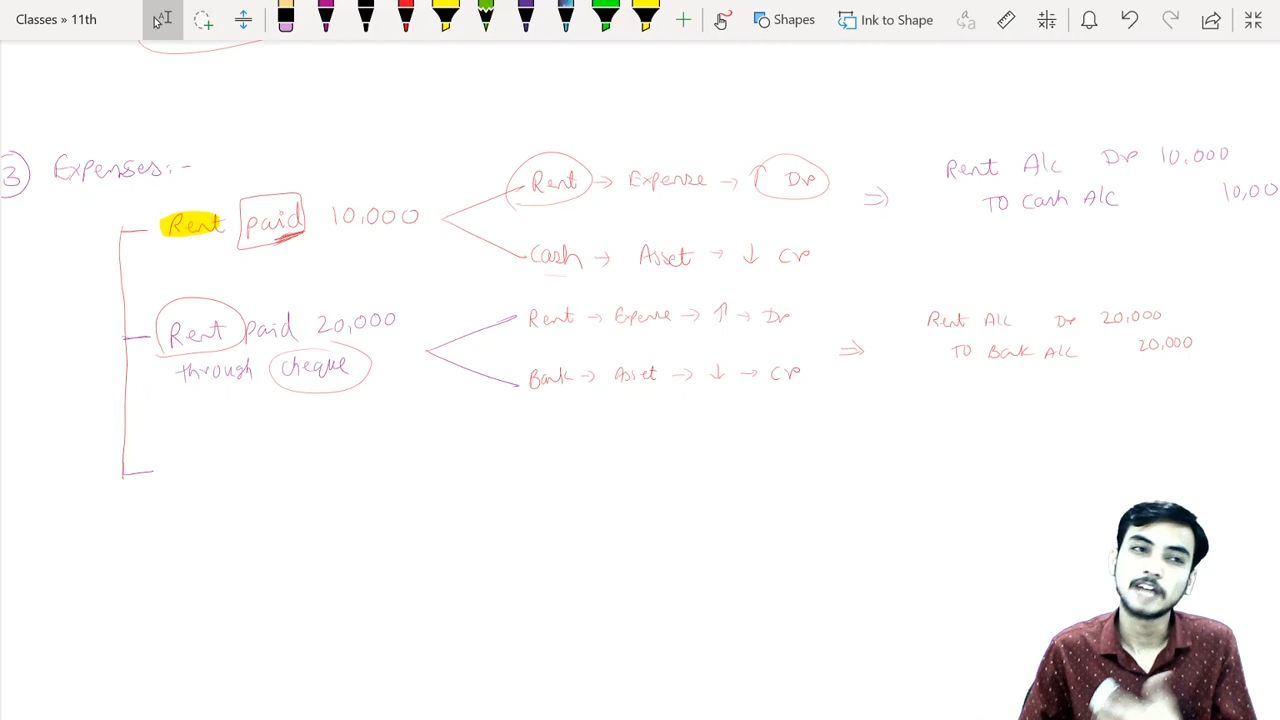 Classes » 11th
Shapes
Ink to Shape
3 Expenses:-
Rent paid 10,000
Rent → Expense → ↑ Dr
Cash → Asset → ↓ Cr
⇒
Rent A/c Dr 10,000
To Cash A/c 10,00
Rent paid 20,000
through cheque
Rent → Expense → ↑ → Dr
Bank → Asset → ↓ → Cr
⇒
Rent A/c Dr 20,000
To Bank A/c 20,000